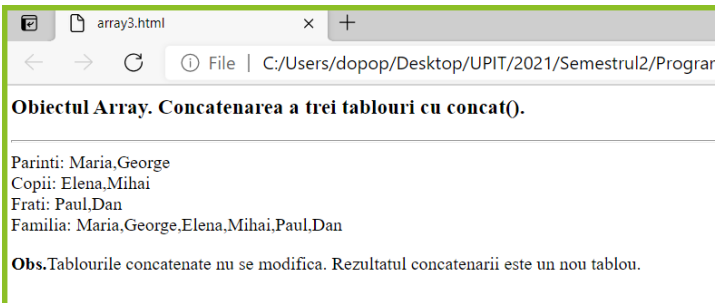 array3.html
File | C:/Users/dopop/Desktop/UPIT/2021/Semestrul2/Program
Obiectul Array. Concatenarea a trei tablouri cu concat().
Parinti: Maria,George
Copii: Elena,Mihai
Frati: Paul,Dan
Familia: Maria,George,Elena,Mihai,Paul,Dan
Obs.Tablourile concatenate nu se modifica. Rezultatul concatenarii este un nou tablou.